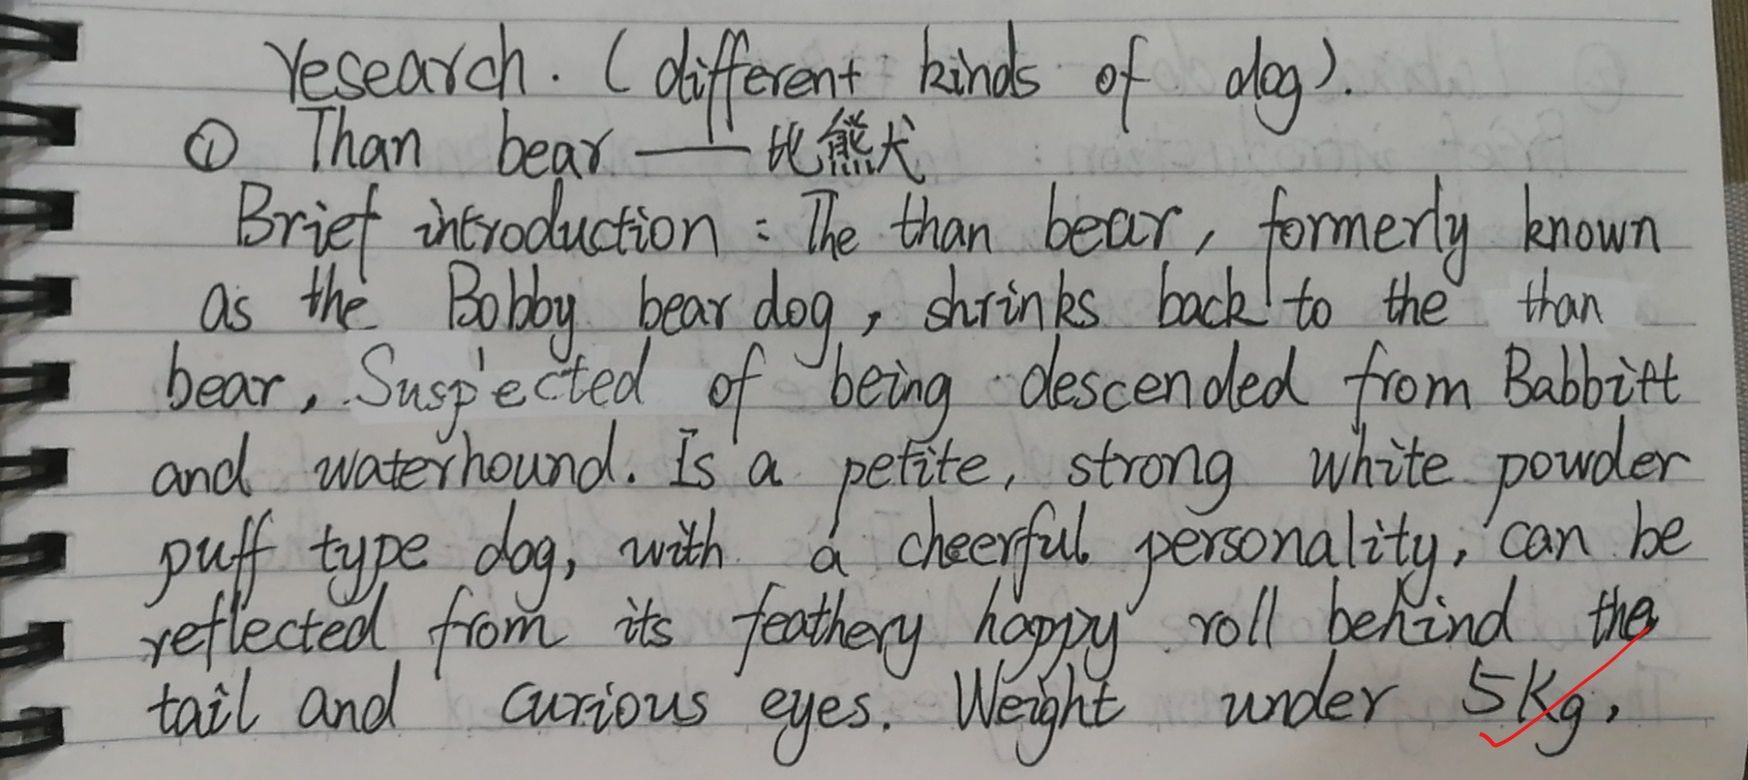 research. (different kinds of dog).
① Than bear —— 比熊犬
Brief introduction: The than bear, formerly known
as the Bobby bear dog, shrinks back to the than
bear, Suspected of being descended from Babbitt
and waterhound. Is a petite, strong white powder
puff type dog, with a cheerful personality, can be
reflected from its feathery happy roll behind the
tail and curious eyes. Weight under 5Kg,